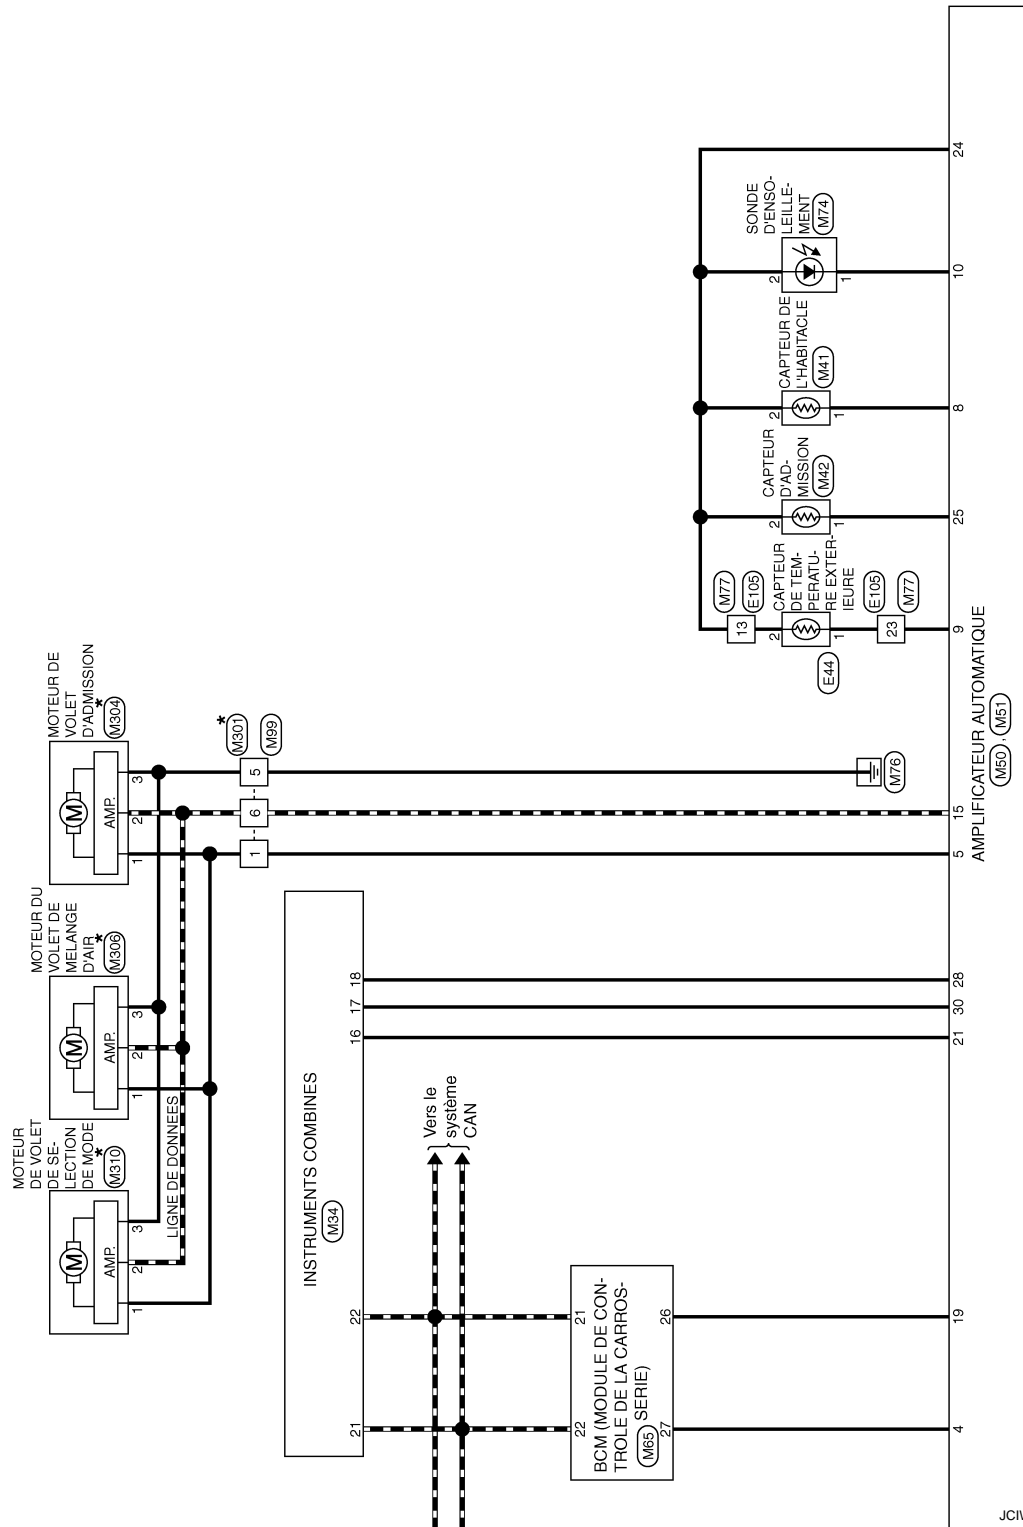 MOTEUR
DE VOLET
DE SE-
LECTION
DE MODE
*
M310
M
AMP.
1
2
3
MOTEUR DU
VOLET DE
MELANGE
D'AIR
*
M306
M
AMP.
1
2
3
MOTEUR DE
VOLET
D'ADMISSION
*
M304
M
AMP.
1
2
3
LIGNE DE DONNEES
1
6
5
*
M301
M99
M76
INSTRUMENTS COMBINES
M34
21
22
16
17
18
Vers le
système
CAN
22
21
BCM (MODULE DE CON-
TROLE DE LA CARROS-
SERIE)
M65
27
26
M77
E105
13
CAPTEUR
DE TEM-
PERATU-
RE EXTER-
IEURE
2
1
E44
23
E105
M77
CAPTEUR
D'AD-
MISSION
M42
2
1
CAPTEUR DE
L'HABITACLE
M41
2
1
SONDE
D'ENSO-
LEILLE-
MENT
M74
2
1
4
19
21
30
28
5
15
9
25
8
10
24
AMPLIFICATEUR AUTOMATIQUE
M50 , M51